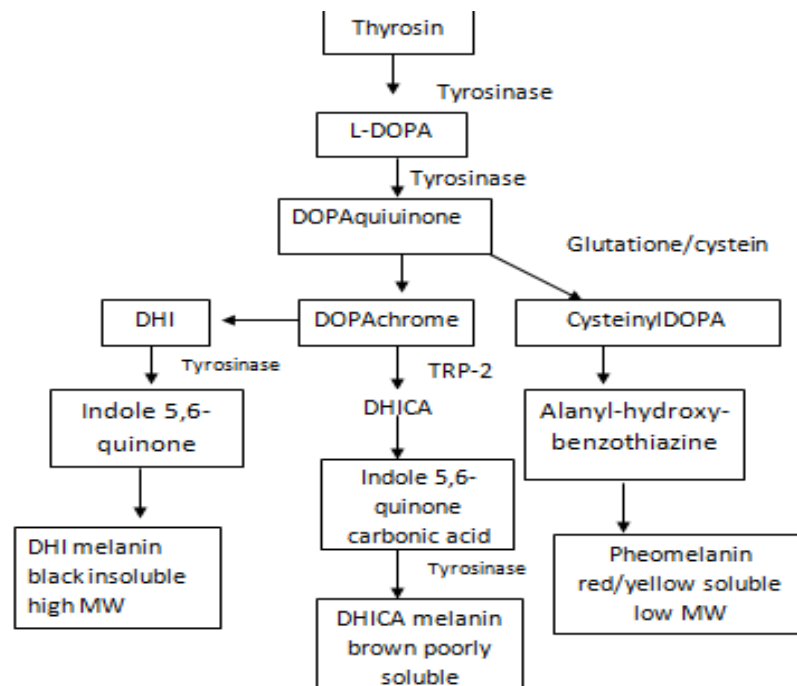 Thyrosin
Tyrosinase
L-DOPA
Tyrosinase
DOPAquiuinone
Glutatione/cystein
DHI
DOPAchrome
CysteinylDOPA
Tyrosinase
TRP-2
Indole 5,6-
quinone
DHICA
Alanyl-hydroxy-
benzothiazine
Indole 5,6-
quinone
carbonic acid
DHI melanin
black insoluble
high MW
Tyrosinase
Pheomelanin
red/yellow soluble
low MW
DHICA melanin
brown poorly
soluble